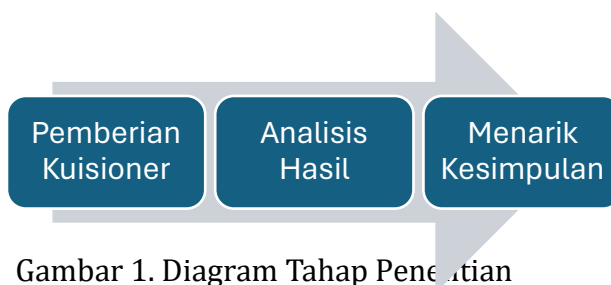 Pemberian
Kuisioner
Analisis
Hasil
Menarik
Kesimpulan
Gambar 1. Diagram Tahap Penelitian